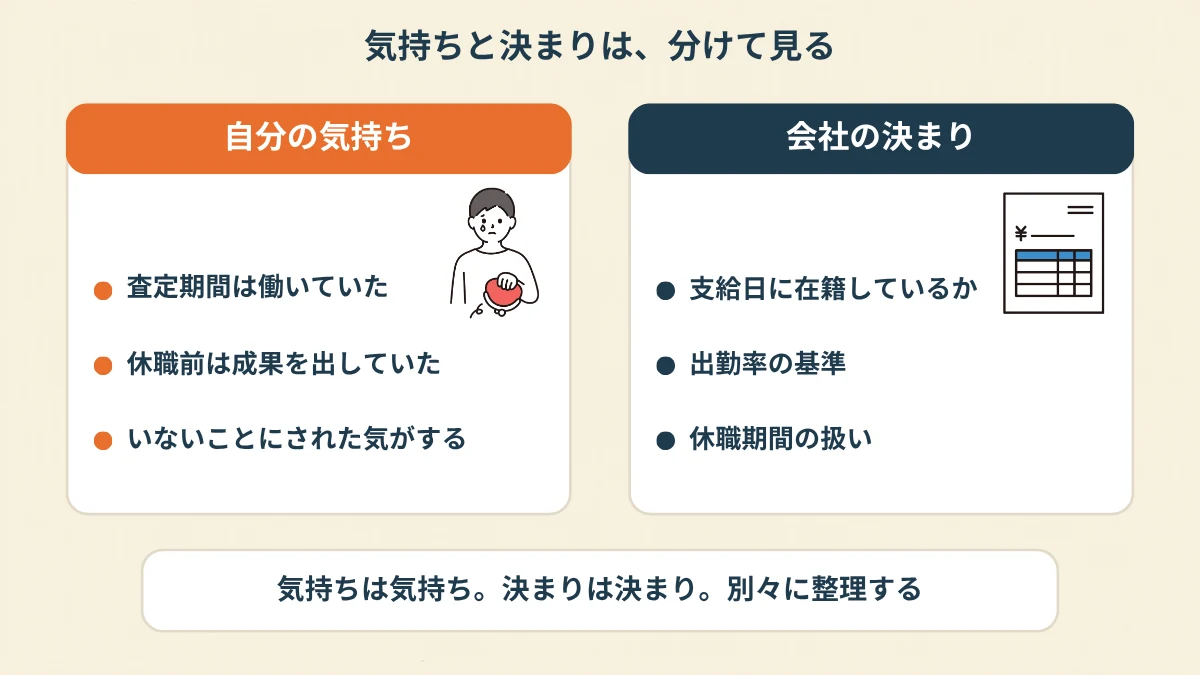 気持ちと決まりは、分けて見る
自分の気持ち
査定期間は働いていた
休職前は成果を出していた
いないことにされた気がする
会社の決まり
¥
支給日に在籍しているか
出勤率の基準
休職期間の扱い
気持ちは気持ち。決まりは決まり。別々に整理する